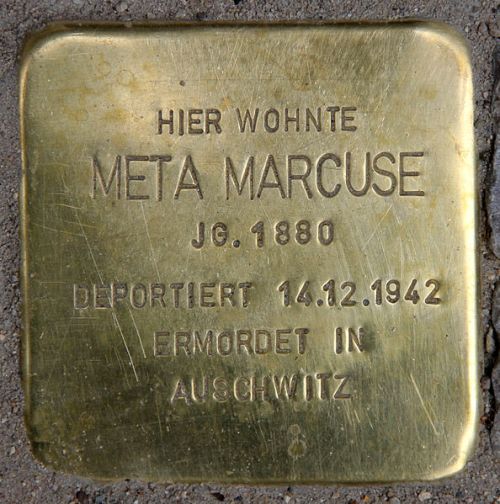 HIER WOHNTE
META MARCUSE
JG. 1880
DEPORTIERT 14.12.1942
ERMORDET IN
AUSCHWITZ